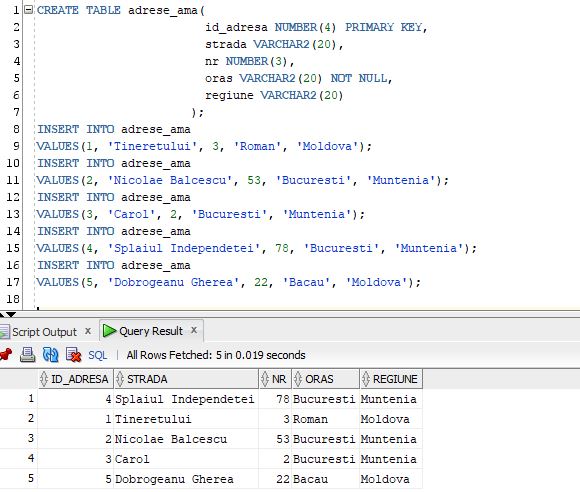 1 CREATE TABLE adrese_ama(
2 id_adresa NUMBER(4) PRIMARY KEY,
3 strada VARCHAR2(20),
4 nr NUMBER(3),
5 oras VARCHAR2(20) NOT NULL,
6 regiune VARCHAR2(20)
7 );
8 INSERT INTO adrese_ama
9 VALUES(1, 'Tineretului', 3, 'Roman', 'Moldova');
10 INSERT INTO adrese_ama
11 VALUES(2, 'Nicolae Balcescu', 53, 'Bucuresti', 'Muntenia');
12 INSERT INTO adrese_ama
13 VALUES(3, 'Carol', 2, 'Bucuresti', 'Muntenia');
14 INSERT INTO adrese_ama
15 VALUES(4, 'Splaiul Independetei', 78, 'Bucuresti', 'Muntenia');
16 INSERT INTO adrese_ama
17 VALUES(5, 'Dobrogeanu Gherea', 22, 'Bacau', 'Moldova');
18
Script Output x Query Result x
SQL | All Rows Fetched: 5 in 0.019 seconds
ID_ADRESA STRADA NR ORAS REGIUNE
1 4 Splaiul Independetei 78 Bucuresti Muntenia
2 1 Tineretului 3 Roman Moldova
3 2 Nicolae Balcescu 53 Bucuresti Muntenia
4 3 Carol 2 Bucuresti Muntenia
5 5 Dobrogeanu Gherea 22 Bacau Moldova